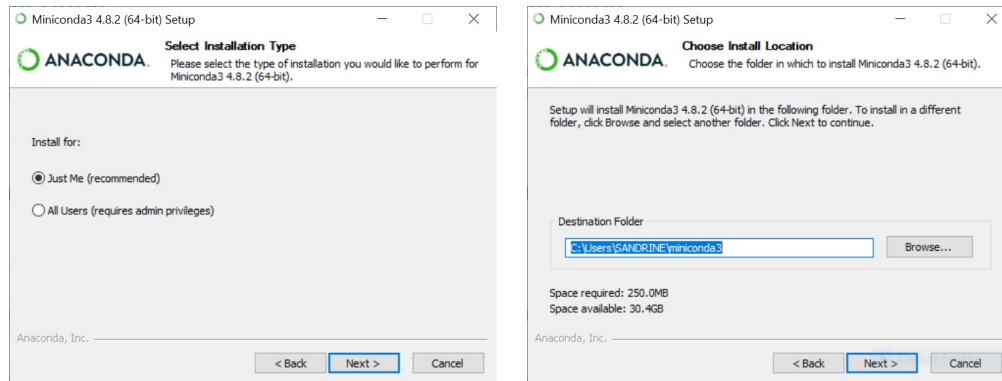 Miniconda3 4.8.2 (64-bit) Setup
ANACONDA.
Select Installation Type
Please select the type of installation you would like to perform for
Miniconda3 4.8.2 (64-bit).
Install for:
Just Me (recommended)
All Users (requires admin privileges)
Anaconda, Inc.
< Back
Next >
Cancel
Miniconda3 4.8.2 (64-bit) Setup
ANACONDA.
Choose Install Location
Choose the folder in which to install Miniconda3 4.8.2 (64-bit).
Setup will install Miniconda3 4.8.2 (64-bit) in the following folder. To install in a different
folder, click Browse and select another folder. Click Next to continue.
Destination Folder
C:\Users\SANDRINE\miniconda3
Browse...
Space required: 250.0MB
Space available: 30.4GB
Anaconda, Inc.
< Back
Next >
Cancel